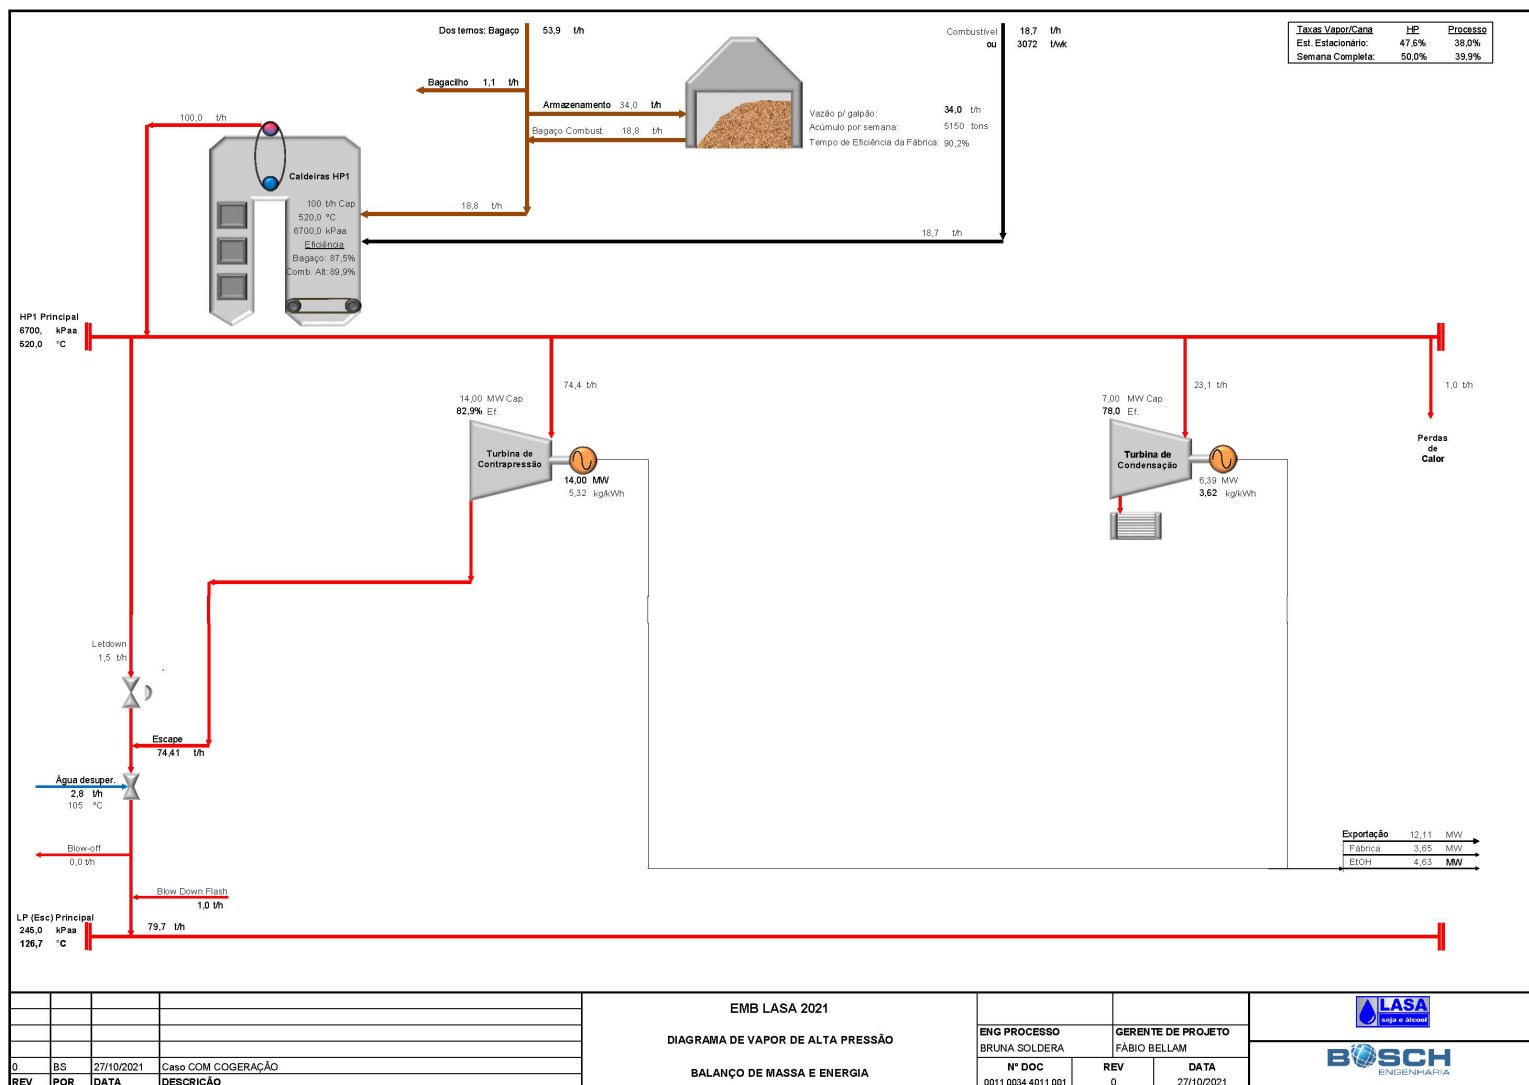 Dos ternos: Bagaço 53,9 t/h
Combustível 18,7 t/h
ou 3072 t/wk
Taxas Vapor/Cana HP Processo
Est. Estacionário: 47,6% 38,0%
Semana Completa: 50,0% 39,9%
Bagacilho 1,1 t/h
Armazenamento 34,0 t/h
Bagaço Combust. 18,8 t/h
Vazão p/ galpão: 34,0 t/h
Acúmulo por semana: 5150 tons
Tempo de Eficiência da Fábrica: 90,2%
100,0 t/h
Caldeiras HP1
100 t/h Cap
520,0 °C
6700,0 kPaa
Eficiência
Bagaço: 87,5%
Comb. Alt: 89,9%
18,8 t/h
18,7 t/h
HP1 Principal
6700, kPaa
520,0 °C
74,4 t/h
23,1 t/h
1,0 t/h
14,00 MW Cap
82,9% Ef.
7,00 MW Cap
78,0 Ef.
Turbina de
Contrapressão
Turbina de
Condensação
Perdas
de
Calor
14,00 MW
5,32 kg/kWh
6,39 MW
3,62 kg/kWh
Letdown
1,5 t/h
Escape
74,41 t/h
Água desuper.
2,8 t/h
105 °C
Blow-off
0,0 t/h
Blow Down Flash
1,0 t/h
Exportação 12,11 MW
Fábrica 3,65 MW
EtOH 4,63 MW
LP (Esc) Principal
245,0 kPaa
126,7 °C
79,7 t/h
EMB LASA 2021
DIAGRAMA DE VAPOR DE ALTA PRESSÃO
BALANÇO DE MASSA E ENERGIA
ENG PROCESSO GERENTE DE PROJETO
BRUNA SOLDERA FÁBIO BELLAM
Nº DOC REV DATA
0011 0034 4011 001 0 27/10/2021
0 BS 27/10/2021 Caso COM COGERAÇÃO
REV POR DATA DESCRIÇÃO
LASA
soja e álcool
BOSCH
ENGENHARIA